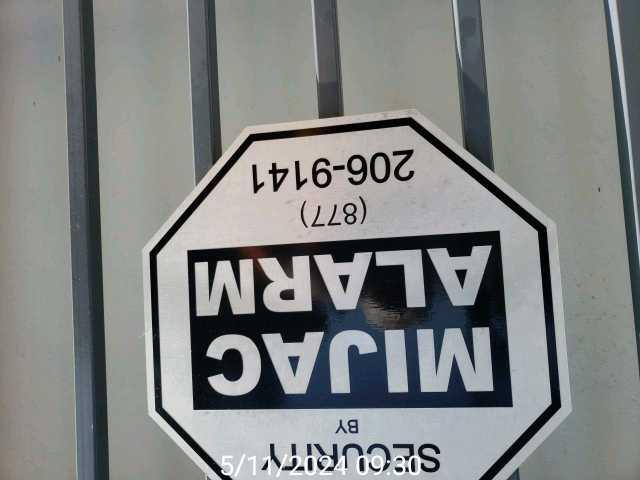 SECURITY
BY
MIJAC
ALARM
(877)
206-9141
5/11/2024 09:30